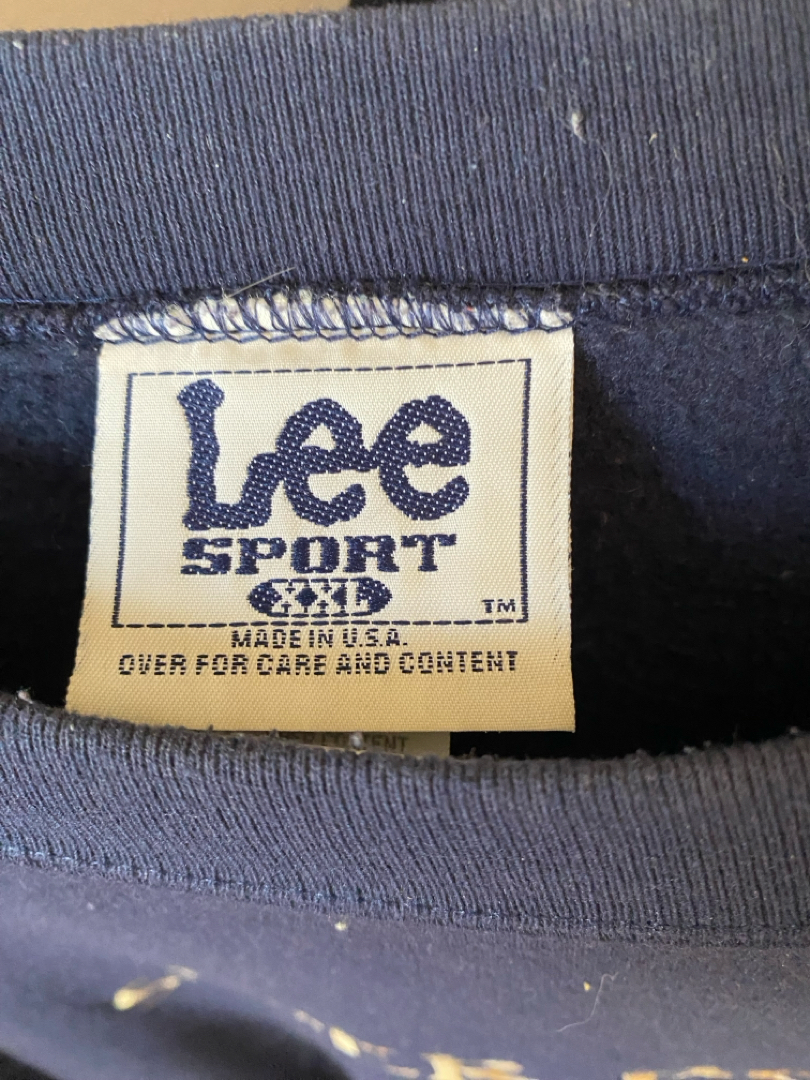 Lee
SPORT
XXL
TM
MADE IN U.S.A.
OVER FOR CARE AND CONTENT